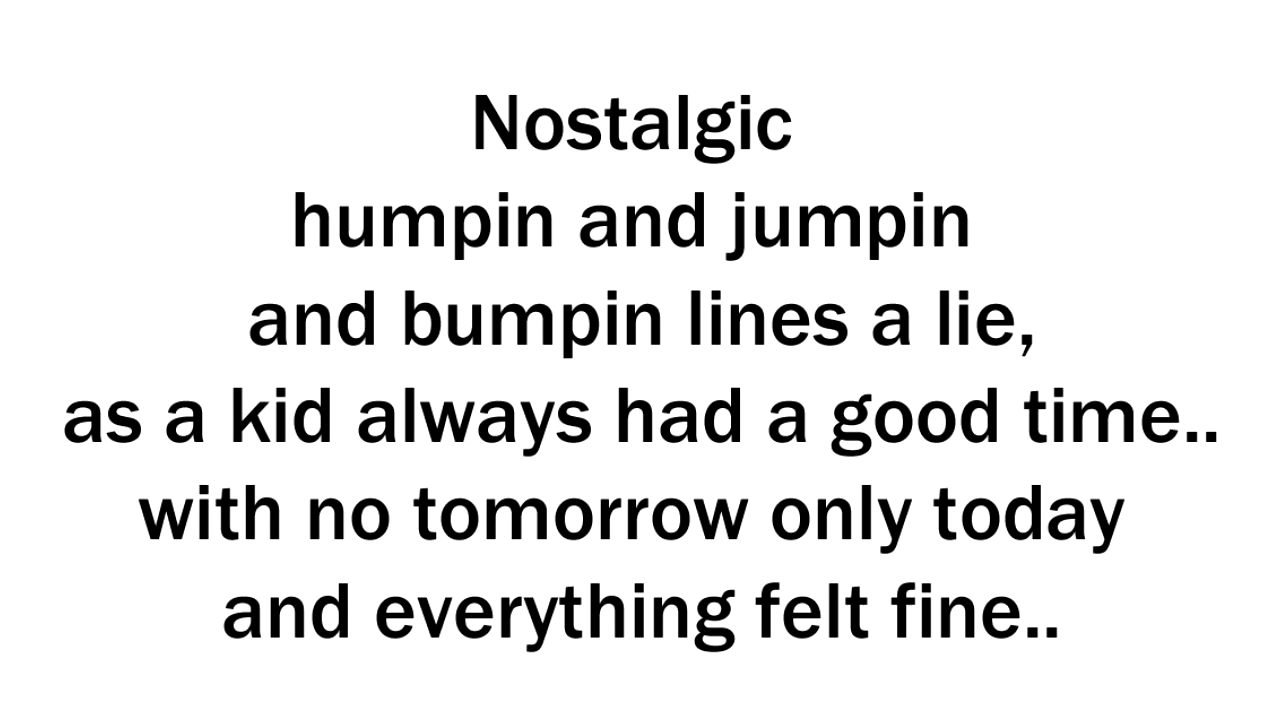 Nostalgic
humpin and jumpin
and bumpin lines a lie,
as a kid always had a good time..
with no tomorrow only today
and everything felt fine..